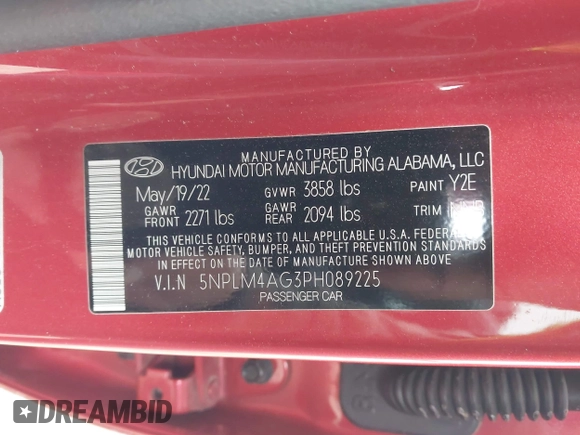 MANUFACTURED BY
HYUNDAI MOTOR MANUFACTURING ALABAMA, LLC
May/19/22 GVWR 3858 lbs PAINT Y2E
GAWR FRONT 2271 lbs GAWR REAR 2094 lbs TRIM
THIS VEHICLE CONFORMS TO ALL APPLICABLE U.S.A. FEDERAL
MOTOR VEHICLE SAFETY, BUMPER, AND THEFT PREVENTION STANDARDS
IN EFFECT ON THE DATE OF MANUFACTURE SHOWN ABOVE
V.I.N 5NPLM4AG3PH089225
PASSENGER CAR
DREAMBID